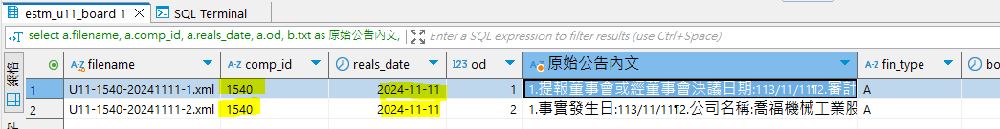 estm_u11_board 1 SQL Terminal
select a.filename, a.comp_id, a.reals_date, a.od, b.txt as 原始公告內文, Enter a SQL expression to filter results (use Ctrl+Space)
網格 A-Z filename A-Z comp_id reals_date 123 od A-Z 原始公告內文 A-Z fin_type bo
1 U11-1540-20241111-1.xml 1540 2024-11-11 1 1.提報董事會或經董事會決議日期:113/11/11¶2.審計 A
2 U11-1540-20241111-2.xml 1540 2024-11-11 2 1.事實發生日:113/11/11¶2.公司名稱:喬福機械工業股 A